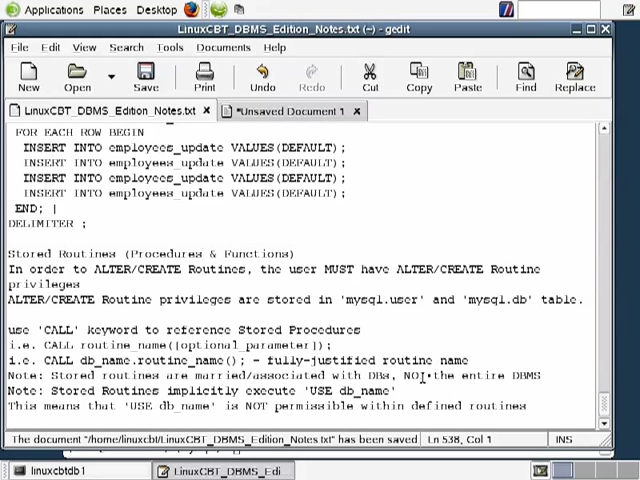 Applications Places Desktop
LinuxCBT_DBMS_Edition_Notes.txt (~) - gedit
File Edit View Search Tools Documents Help
New Open Save Print Undo Redo Cut Copy Paste Find Replace
LinuxCBT_DBMS_Edition_Notes.txt × *Unsaved Document 1 ×
FOR EACH ROW BEGIN
INSERT INTO employees_update VALUES(DEFAULT);
INSERT INTO employees_update VALUES(DEFAULT);
INSERT INTO employees_update VALUES(DEFAULT);
INSERT INTO employees_update VALUES(DEFAULT);
END; |
DELIMITER ;
Stored Routines (Procedures & Functions)
In order to ALTER/CREATE Routines, the user MUST have ALTER/CREATE Routine
privileges
ALTER/CREATE Routine privileges are stored in 'mysql.user' and 'mysql.db' table.
use 'CALL' keyword to reference Stored Procedures
i.e. CALL routine_name([optional_parameter]);
i.e. CALL db_name.routine_name(); - fully-justified routine name
Note: Stored routines are married/associated with DBs, NOT the entire DBMS
Note: Stored Routines implicitly execute 'USE db_name'
This means that 'USE db_name' is NOT permissible within defined routines
The document "/home/linuxcbt/LinuxCBT_DBMS_Edition_Notes.txt" has been saved Ln 538, Col 1 INS
linuxcbtdb1 LinuxCBT_DBMS_Edi